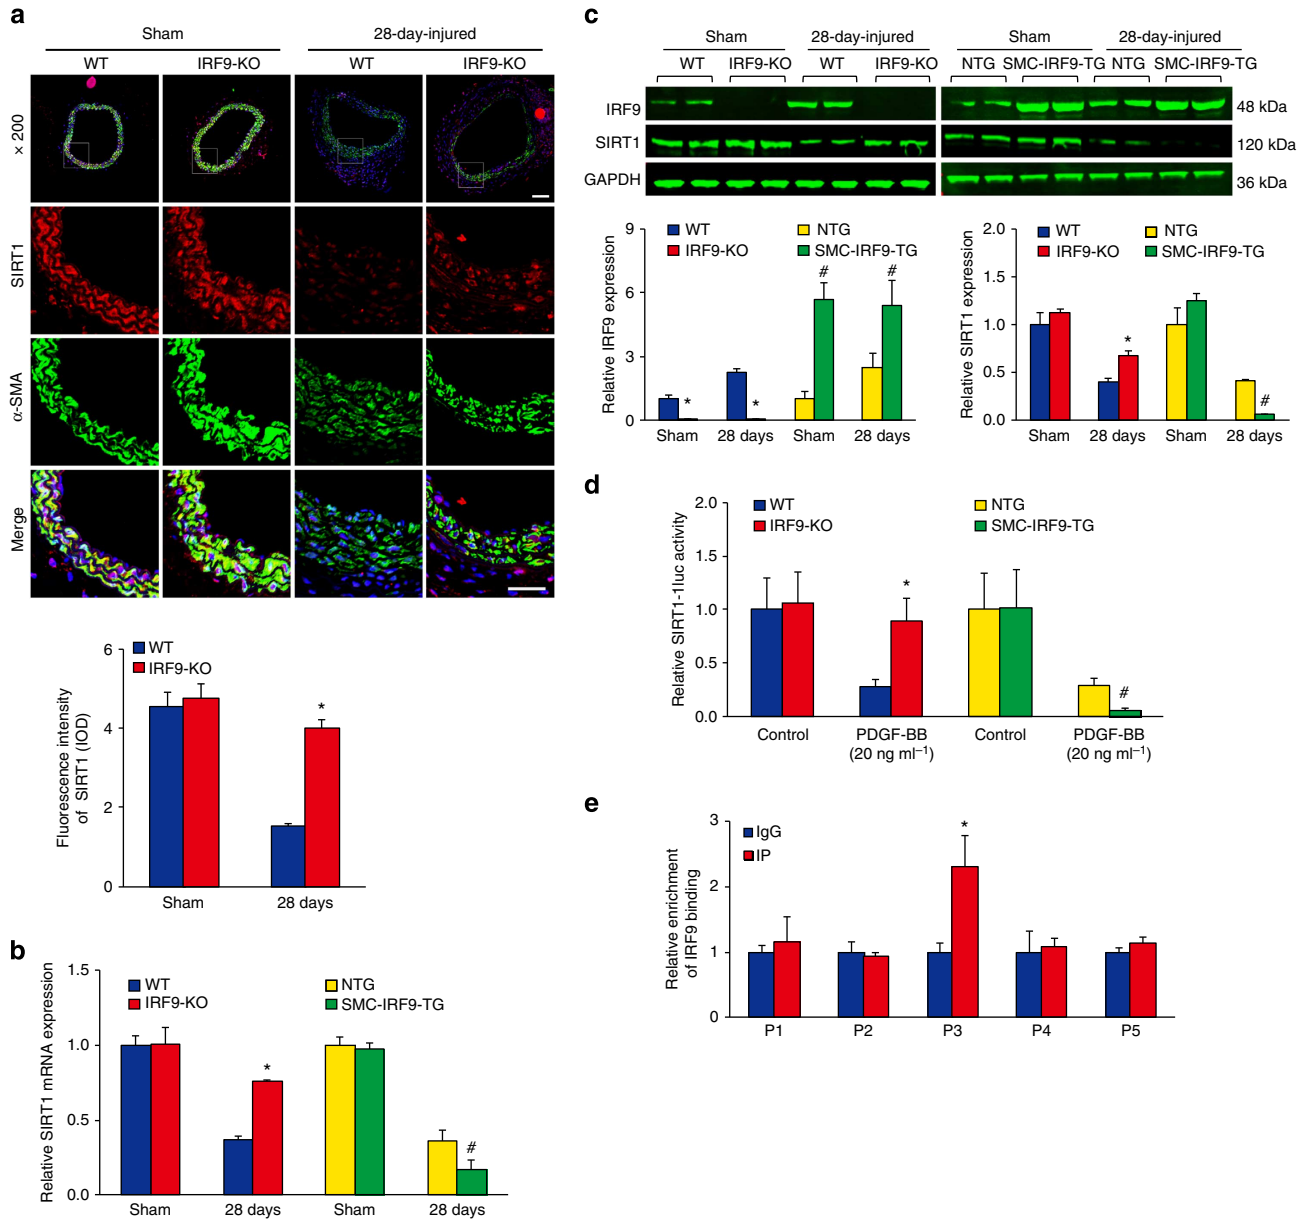 a
Sham
28-day-injured
WT
IRF9-KO
WT
IRF9-KO
× 200
SIRT1
α-SMA
Merge
Fluorescence intensity
of SIRT1 (IOD)
WT
IRF9-KO
6
4
2
0
*
Sham
28 days
b
Relative SIRT1 mRNA expression
WT
IRF9-KO
NTG
SMC-IRF9-TG
1.5
1.0
0.5
0.0
*
#
Sham
28 days
Sham
28 days
c
Sham
28-day-injured
Sham
28-day-injured
WT
IRF9-KO
WT
IRF9-KO
NTG
SMC-IRF9-TG
NTG
SMC-IRF9-TG
IRF9
48 kDa
SIRT1
120 kDa
GAPDH
36 kDa
Relative IRF9 expression
WT
IRF9-KO
NTG
SMC-IRF9-TG
9
6
3
0
*
*
#
#
Sham
28 days
Sham
28 days
Relative SIRT1 expression
WT
IRF9-KO
NTG
SMC-IRF9-TG
2.0
1.5
1.0
0.5
0.0
*
#
Sham
28 days
Sham
28 days
d
Relative SIRT1-1luc activity
WT
IRF9-KO
NTG
SMC-IRF9-TG
2.0
1.5
1.0
0.5
0.0
*
#
Control
PDGF-BB
(20 ng ml⁻¹)
Control
PDGF-BB
(20 ng ml⁻¹)
e
Relative enrichment
of IRF9 binding
IgG
IP
3
2
1
0
*
P1
P2
P3
P4
P5